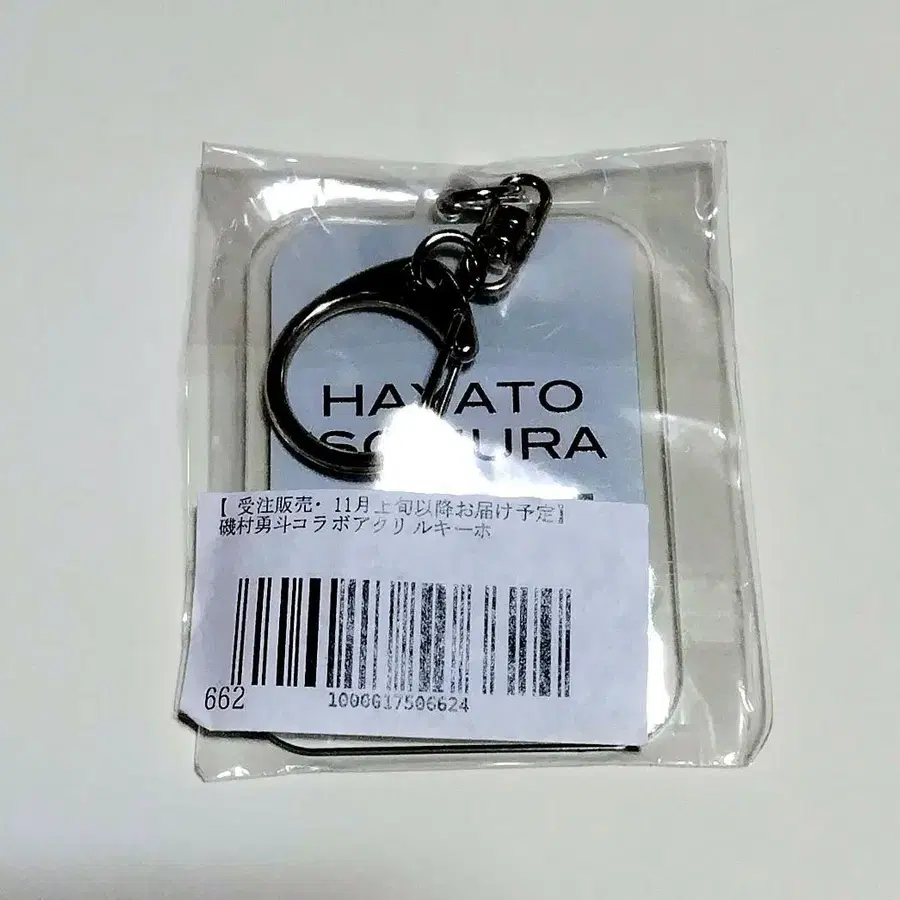 HAYATO
ISOMURA
【 受注販売・ 11月上旬以降お届け予定】
磯村勇斗コラボアクリルキーホ
662
1000017506624